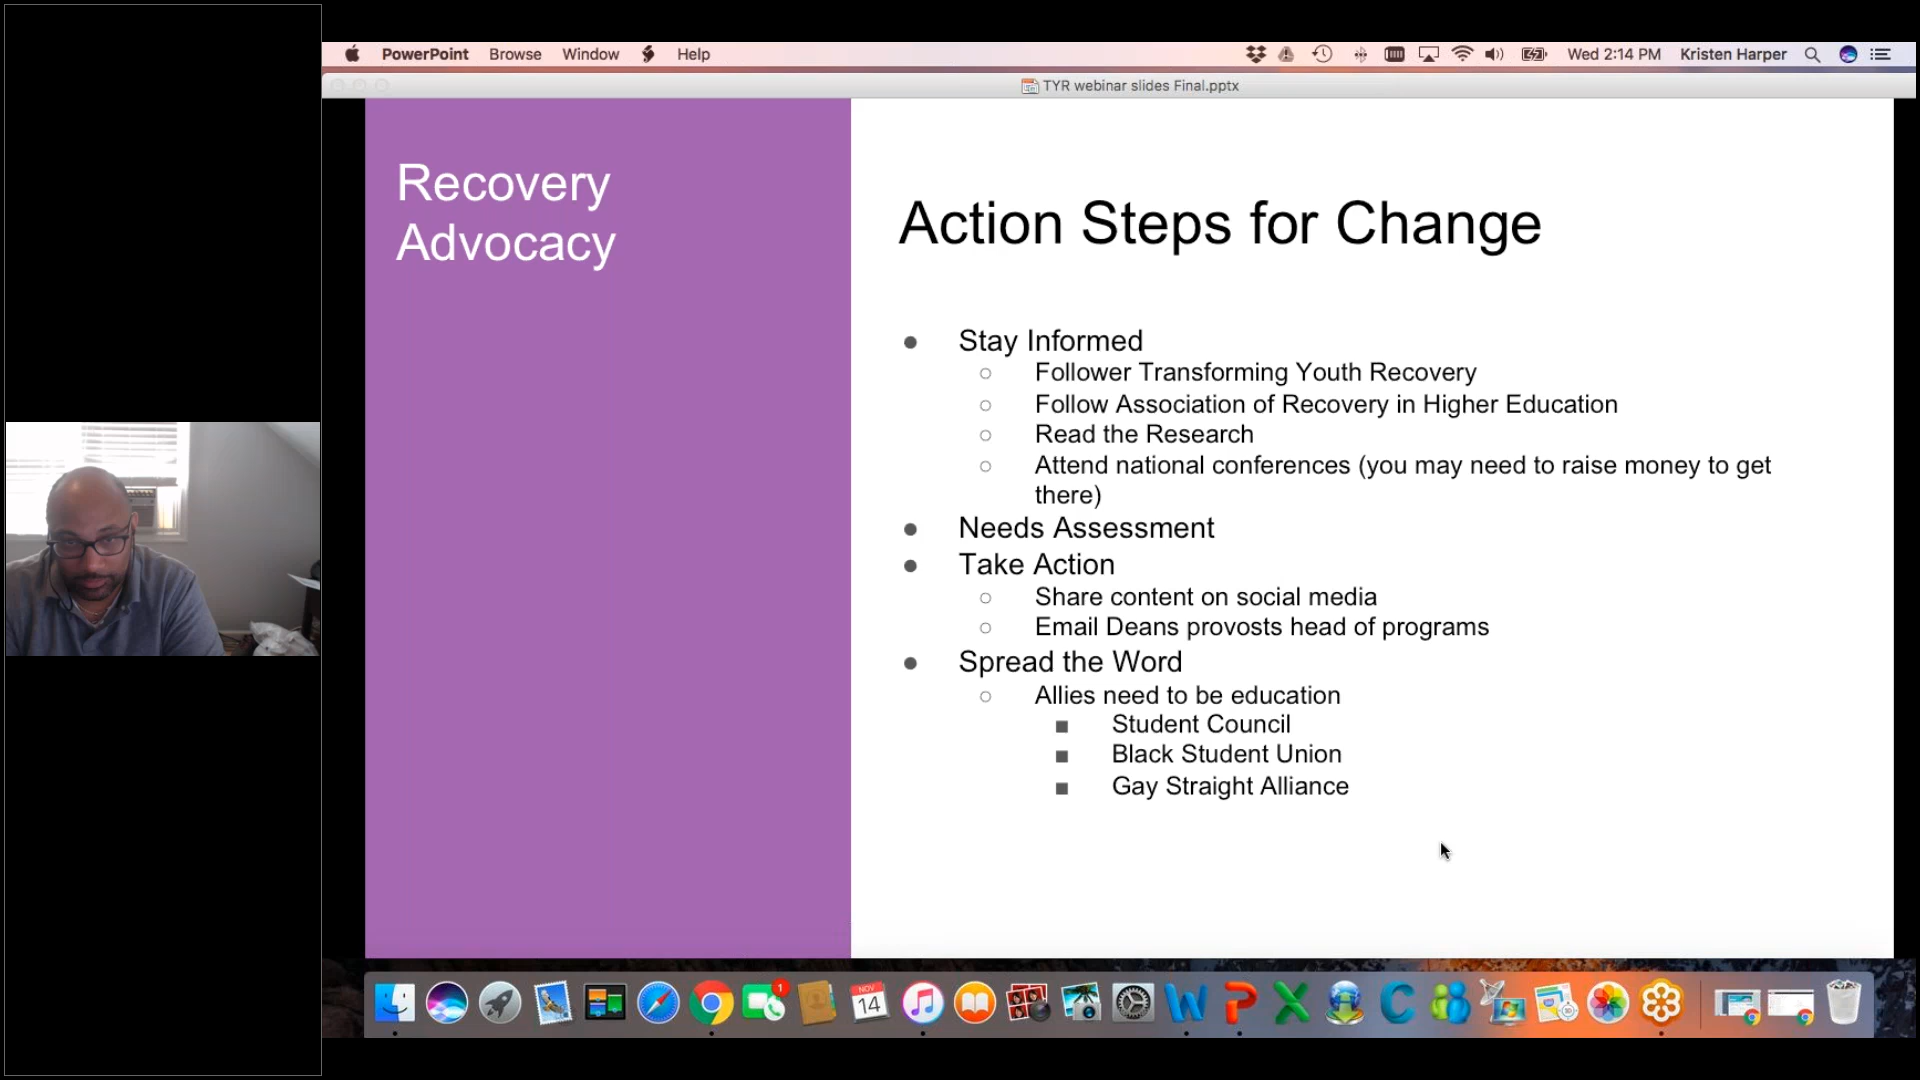 PowerPoint Browse Window Help Wed 2:14 PM Kristen Harper
TYR webinar slides Final.pptx
Recovery
Advocacy
Action Steps for Change
Stay Informed
Follower Transforming Youth Recovery
Follow Association of Recovery in Higher Education
Read the Research
Attend national conferences (you may need to raise money to get
there)
Needs Assessment
Take Action
Share content on social media
Email Deans provosts head of programs
Spread the Word
Allies need to be education
Student Council
Black Student Union
Gay Straight Alliance
1
NOV
14